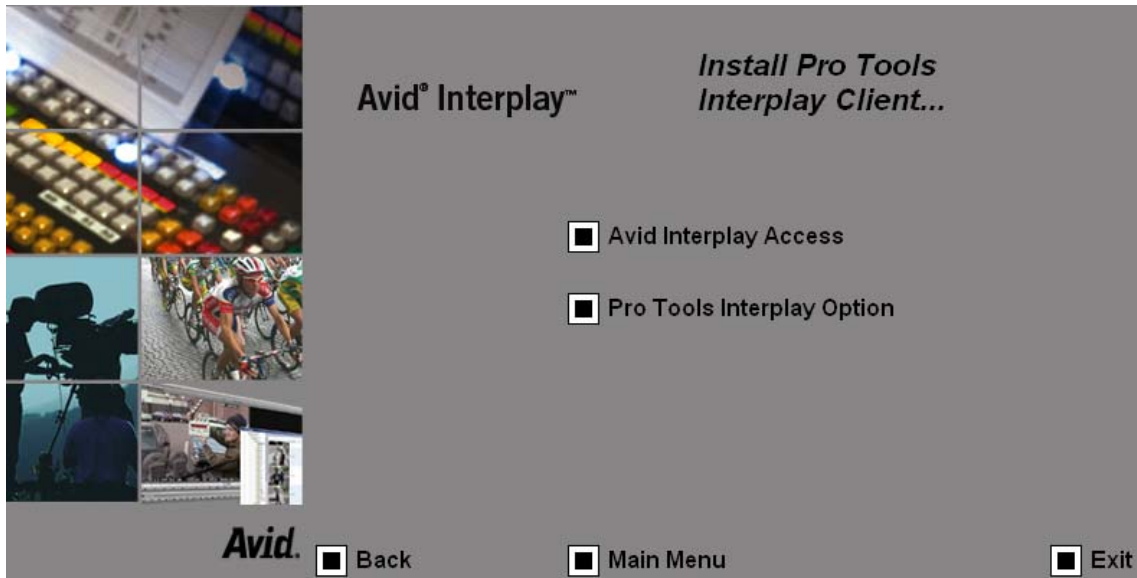 Avid® Interplay™
Install Pro Tools
Interplay Client...
Avid Interplay Access
Pro Tools Interplay Option
Avid.
Back
Main Menu
Exit